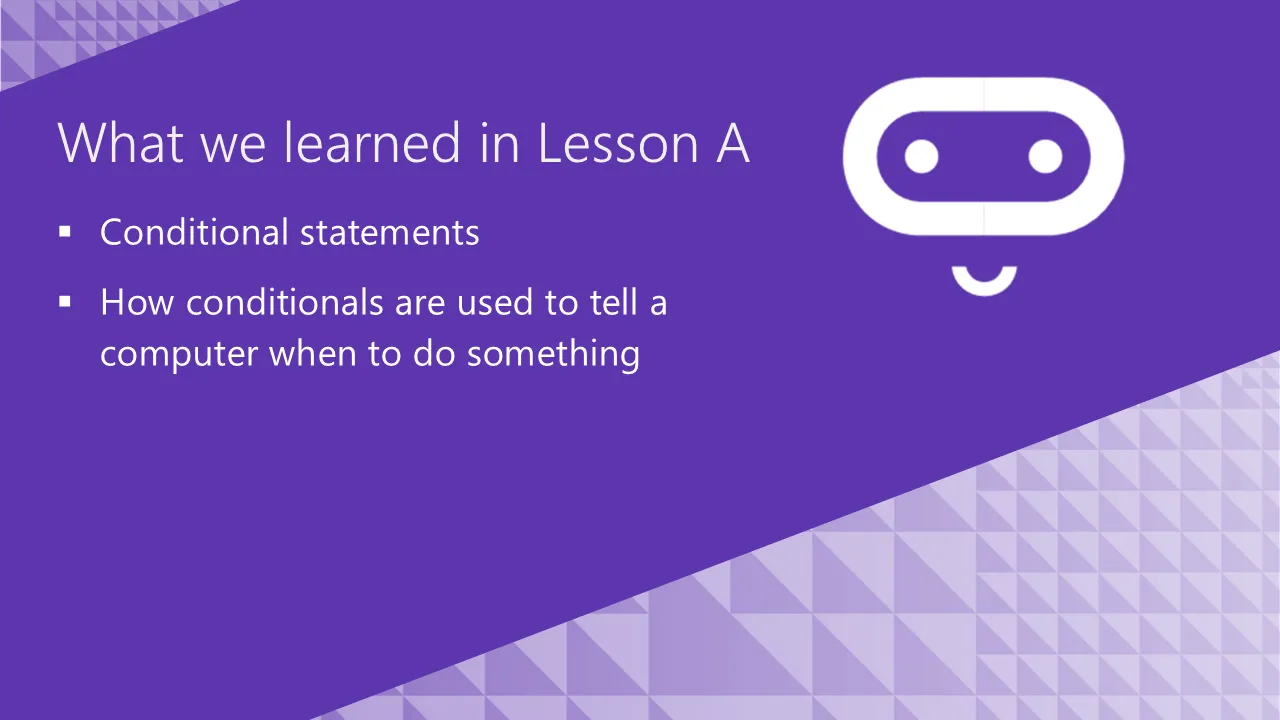 What we learned in Lesson A
▪ Conditional statements
▪ How conditionals are used to tell a
computer when to do something